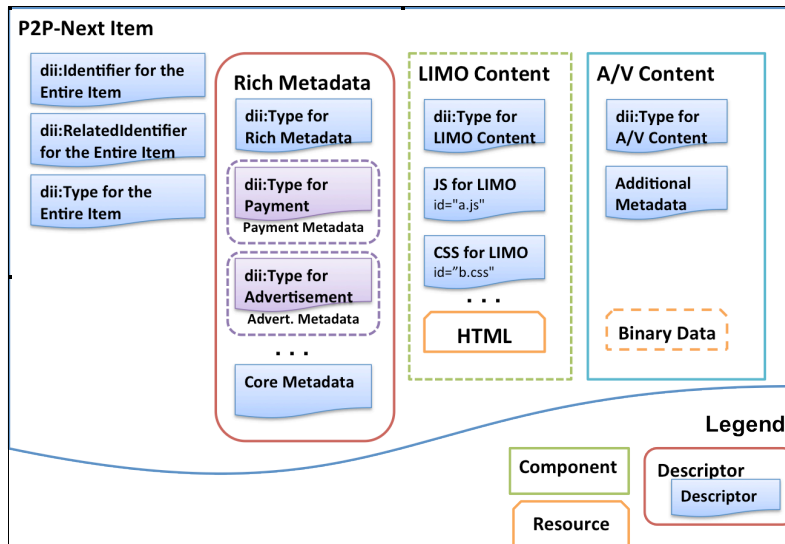 P2P-Next Item
dii:Identifier for the
Entire Item
dii:RelatedIdentifier
for the Entire Item
dii:Type for the
Entire Item
Rich Metadata
dii:Type for
Rich Metadata
dii:Type for
Payment
Payment Metadata
dii:Type for
Advertisement
Advert. Metadata
. . .
Core Metadata
LIMO Content
dii:Type for
LIMO Content
JS for LIMO
id="a.js"
CSS for LIMO
id="b.css"
. . .
HTML
A/V Content
dii:Type for
A/V Content
Additional
Metadata
Binary Data
Legend
Component
Resource
Descriptor
Descriptor